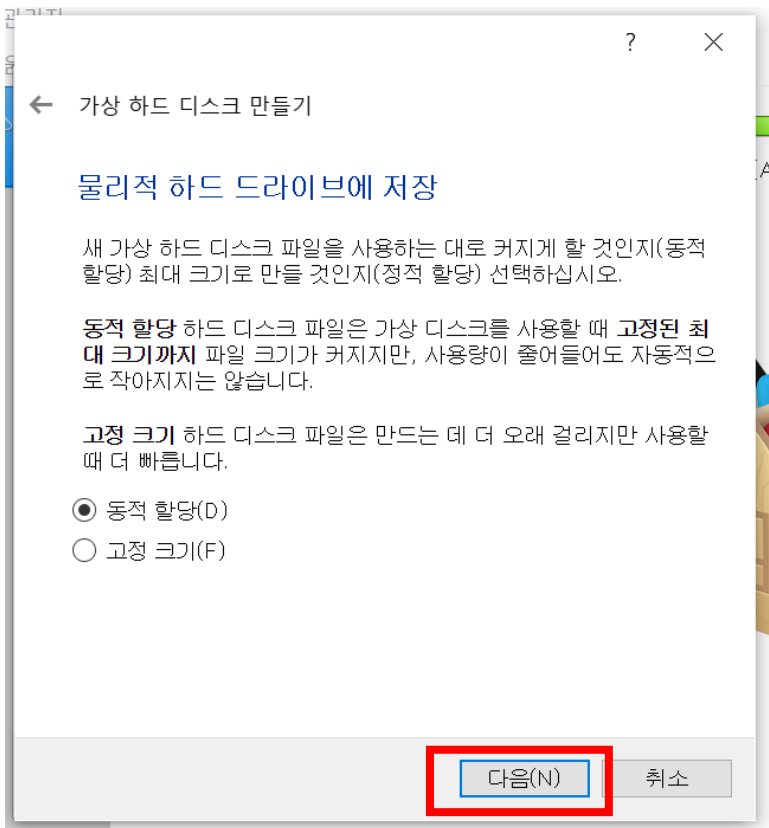 관리자
?
가상 하드 디스크 만들기
물리적 하드 드라이브에 저장
새 가상 하드 디스크 파일을 사용하는 대로 커지게 할 것인지(동적
할당) 최대 크기로 만들 것인지(정적 할당) 선택하십시오.
동적 할당 하드 디스크 파일은 가상 디스크를 사용할 때 고정된 최
대 크기까지 파일 크기가 커지지만, 사용량이 줄어들어도 자동적으
로 작아지지는 않습니다.
고정 크기 하드 디스크 파일은 만드는 데 더 오래 걸리지만 사용할
때 더 빠릅니다.
동적 할당(D)
고정 크기(F)
다음(N)
취소